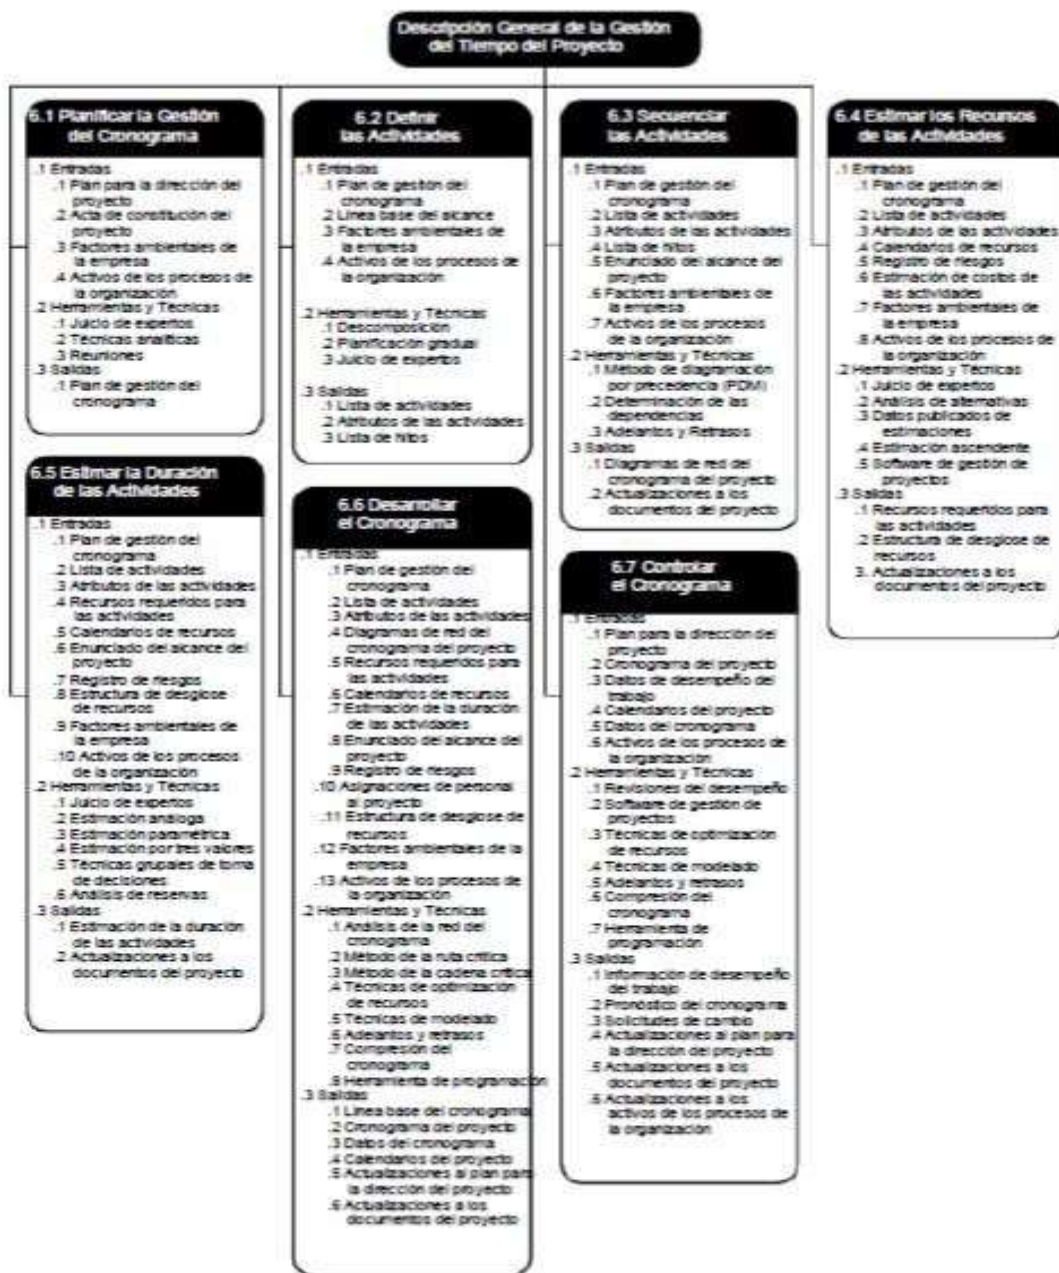 Descripción General de la Gestión
del Tiempo del Proyecto
6.1 Planificar la Gestión
del Cronograma
.1 Entradas
.1 Plan para la dirección del
proyecto
.2 Acta de constitución del
proyecto
.3 Factores ambientales de
la empresa
.4 Activos de los procesos de
la organización
.2 Herramientas y Técnicas
.1 Juicio de expertos
.2 Técnicas analíticas
.3 Reuniones
.3 Salidas
.1 Plan de gestión del
cronograma
6.2 Definir
las Actividades
.1 Entradas
.1 Plan de gestión del
cronograma
.2 Línea base del alcance
.3 Factores ambientales de
la empresa
.4 Activos de los procesos de
la organización
.2 Herramientas y Técnicas
.1 Descomposición
.2 Planificación gradual
.3 Juicio de expertos
.3 Salidas
.1 Lista de actividades
.2 Atributos de las actividades
.3 Lista de hitos
6.3 Secuenciar
las Actividades
.1 Entradas
.1 Plan de gestión del
cronograma
.2 Lista de actividades
.3 Atributos de las actividades
.4 Lista de hitos
.5 Enunciado del alcance del
proyecto
.6 Factores ambientales de
la empresa
.7 Activos de los procesos
de la organización
.2 Herramientas y Técnicas
.1 Método de diagramación
por precedencia (PDM)
.2 Determinación de las
dependencias
.3 Adelantos y Retrasos
.3 Salidas
.1 Diagramas de red del
cronograma del proyecto
.2 Actualizaciones a los
documentos del proyecto
6.4 Estimar los Recursos
de las Actividades
.1 Entradas
.1 Plan de gestión del
cronograma
.2 Lista de actividades
.3 Atributos de las actividades
.4 Calendarios de recursos
.5 Registro de riesgos
.6 Estimación de costos de
las actividades
.7 Factores ambientales de
la empresa
.8 Activos de los procesos de
la organización
.2 Herramientas y Técnicas
.1 Juicio de expertos
.2 Análisis de alternativas
.3 Datos publicados de
estimaciones
.4 Estimación ascendente
.5 Software de gestión de
proyectos
.3 Salidas
.1 Recursos requeridos para
las actividades
.2 Estructura de desglose de
recursos
3. Actualizaciones a los
documentos del proyecto
6.5 Estimar la Duración
de las Actividades
.1 Entradas
.1 Plan de gestión del
cronograma
.2 Lista de actividades
.3 Atributos de las actividades
.4 Recursos requeridos para
las actividades
.5 Calendarios de recursos
.6 Enunciado del alcance del
proyecto
.7 Registro de riesgos
.8 Estructura de desglose
de recursos
.9 Factores ambientales de
la empresa
.10 Activos de los procesos
de la organización
.2 Herramientas y Técnicas
.1 Juicio de expertos
.2 Estimación análoga
.3 Estimación paramétrica
.4 Estimación por tres valores
.5 Técnicas grupales de toma
de decisiones
.6 Análisis de reservas
.3 Salidas
.1 Estimación de la duración
de las actividades
.2 Actualizaciones a los
documentos del proyecto
6.6 Desarrollar
el Cronograma
.1 Entradas
.1 Plan de gestión del
cronograma
.2 Lista de actividades
.3 Atributos de las actividades
.4 Diagramas de red del
cronograma del proyecto
.5 Recursos requeridos para
las actividades
.6 Calendarios de recursos
.7 Estimación de la duración
de las actividades
.8 Enunciado del alcance del
proyecto
.9 Registro de riesgos
.10 Asignaciones de personal
al proyecto
.11 Estructura de desglose de
recursos
.12 Factores ambientales de la
empresa
.13 Activos de los procesos de
la organización
.2 Herramientas y Técnicas
.1 Análisis de la red del
cronograma
.2 Método de la ruta crítica
.3 Método de la cadena crítica
.4 Técnicas de optimización
de recursos
.5 Técnicas de modelado
.6 Adelantos y retrasos
.7 Compresión del
cronograma
.8 Herramienta de programación
.3 Salidas
.1 Línea base del cronograma
.2 Cronograma del proyecto
.3 Datos del cronograma
.4 Calendarios del proyecto
.5 Actualizaciones al plan para
la dirección del proyecto
.6 Actualizaciones a los
documentos del proyecto
6.7 Controlar
el Cronograma
.1 Entradas
.1 Plan para la dirección del
proyecto
.2 Cronograma del proyecto
.3 Datos de desempeño del
trabajo
.4 Calendarios del proyecto
.5 Datos del cronograma
.6 Activos de los procesos de
la organización
.2 Herramientas y Técnicas
.1 Revisiones del desempeño
.2 Software de gestión de
proyectos
.3 Técnicas de optimización
de recursos
.4 Técnicas de modelado
.5 Adelantos y retrasos
.6 Compresión del
cronograma
.7 Herramienta de
programación
.3 Salidas
.1 Información de desempeño
del trabajo
.2 Pronóstico del cronograma
.3 Solicitudes de cambio
.4 Actualizaciones al plan para
la dirección del proyecto
.5 Actualizaciones a los
documentos del proyecto
.6 Actualizaciones a los
activos de los procesos de
la organización